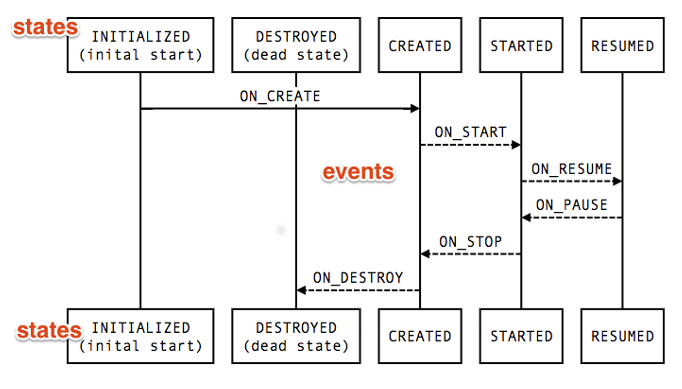 states
INITIALIZED
(inital start)
DESTROYED
(dead state)
CREATED
STARTED
RESUMED
ON_CREATE
ON_START
events
ON_RESUME
ON_PAUSE
ON_STOP
ON_DESTROY
states
INITIALIZED
(inital start)
DESTROYED
(dead state)
CREATED
STARTED
RESUMED